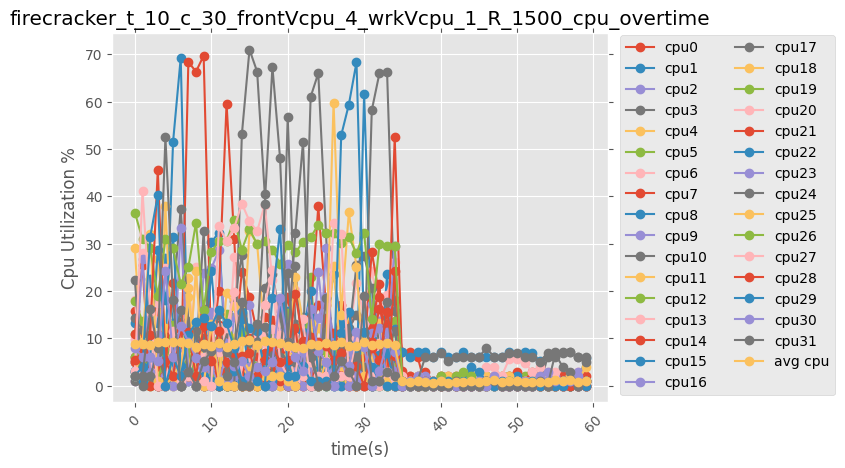 firecracker_t_10_c_30_frontVcpu_4_wrkVcpu_1_R_1500_cpu_overtime
Cpu Utilization %
70
60
50
40
30
20
10
0
0 10 20 30 40 50 60
time(s)
cpu0
cpu1
cpu2
cpu3
cpu4
cpu5
cpu6
cpu7
cpu8
cpu9
cpu10
cpu11
cpu12
cpu13
cpu14
cpu15
cpu16
cpu17
cpu18
cpu19
cpu20
cpu21
cpu22
cpu23
cpu24
cpu25
cpu26
cpu27
cpu28
cpu29
cpu30
cpu31
avg cpu